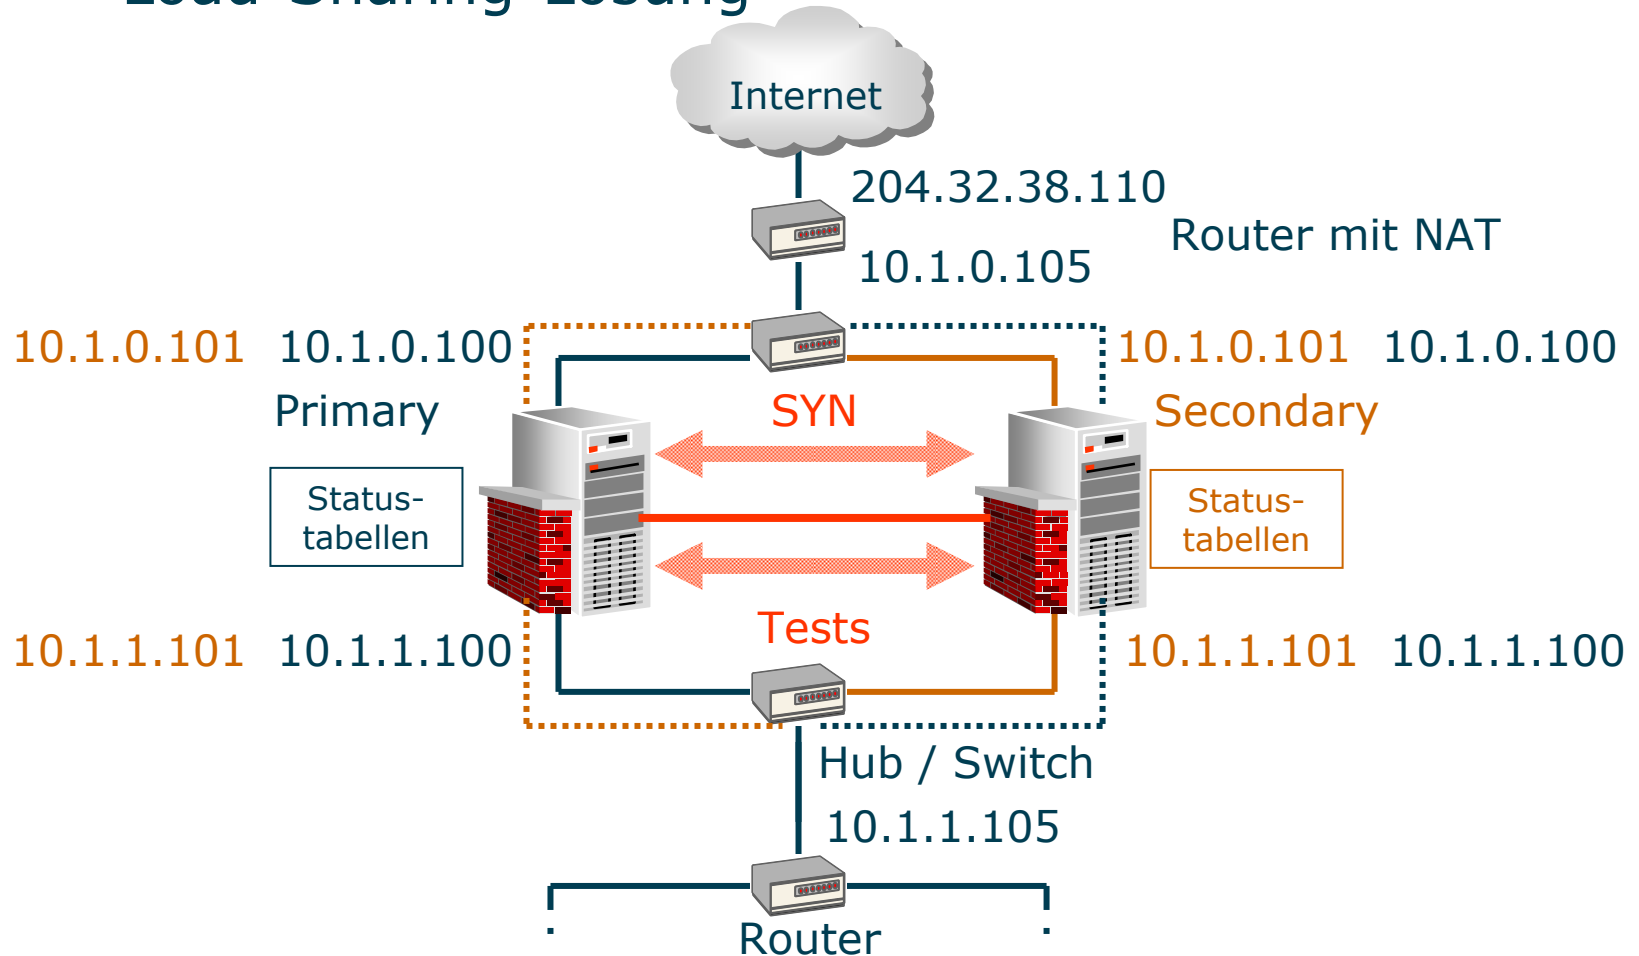 Load Sharing Lösung
Internet
204.32.38.110
Router mit NAT
10.1.0.105
10.1.0.101 10.1.0.100
10.1.0.101 10.1.0.100
Primary
SYN
Secondary
Status-
tabellen
Status-
tabellen
Tests
10.1.1.101 10.1.1.100
10.1.1.101 10.1.1.100
Hub / Switch
10.1.1.105
Router